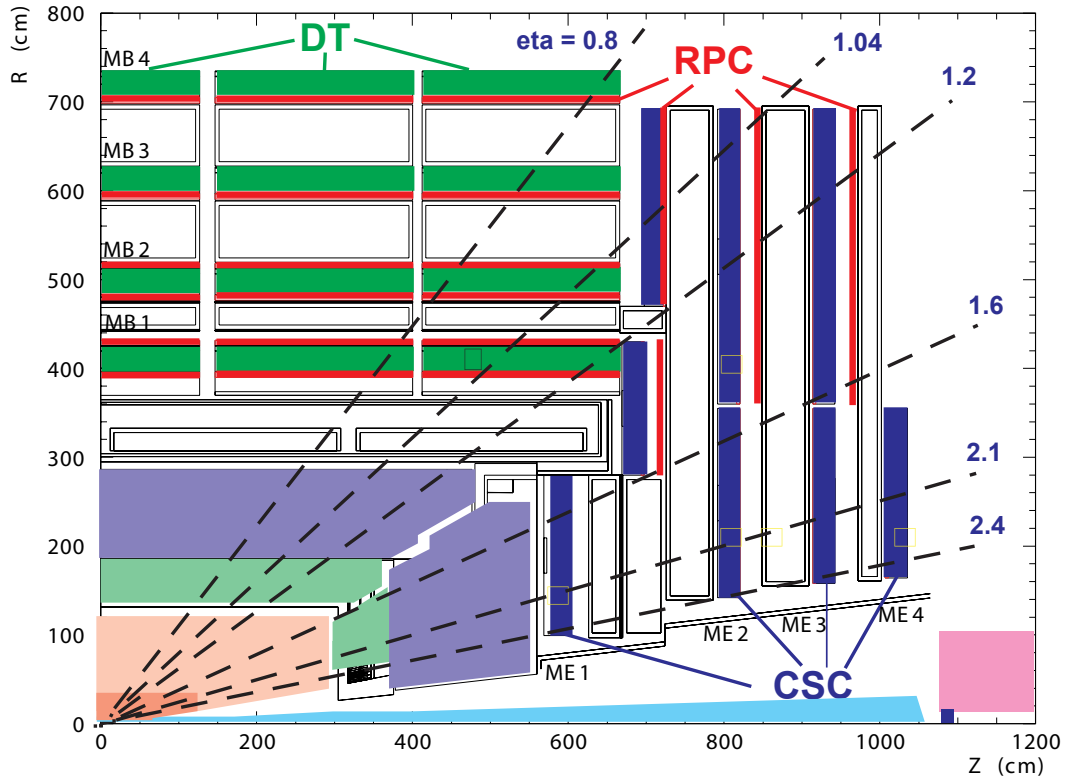 800
R (cm)
700
600
500
400
300
200
100
0
MB 4
MB 3
MB 2
MB 1
DT
eta = 0.8
1.04
RPC
1.2
1.6
2.1
2.4
ME 1
ME 2
ME 3
ME 4
CSC
0
200
400
600
800
1000
1200
Z (cm)